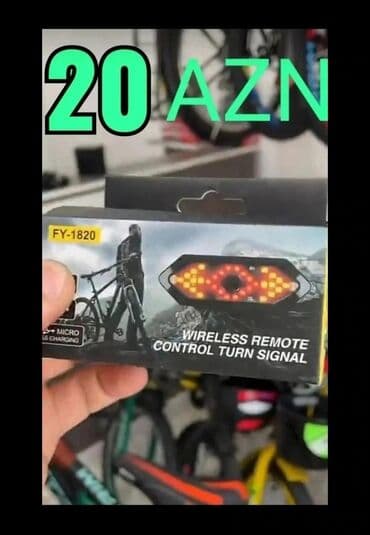 20 AZN
FY-1820
MICRO
CHARGING
WIRELESS REMOTE
CONTROL TURN SIGNAL